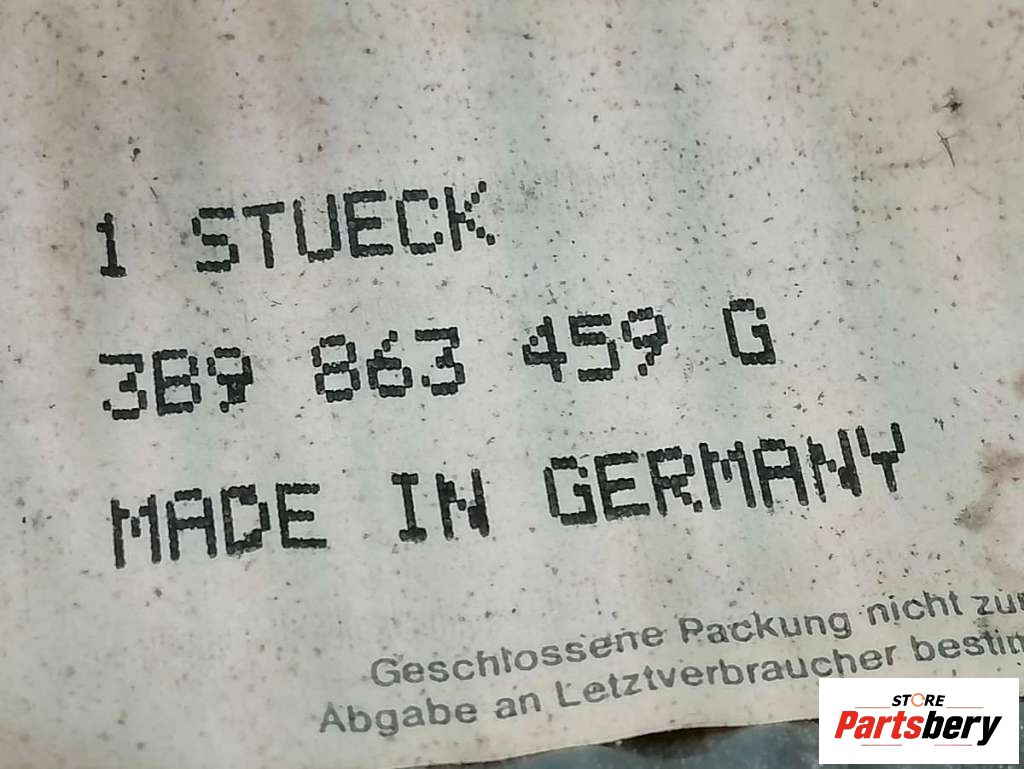 1 STUECK
3B9 863 459 G
MADE IN GERMANY
Geschlossene Packung nicht zur
Abgabe an Letztverbraucher bestim
STORE
Partsbery